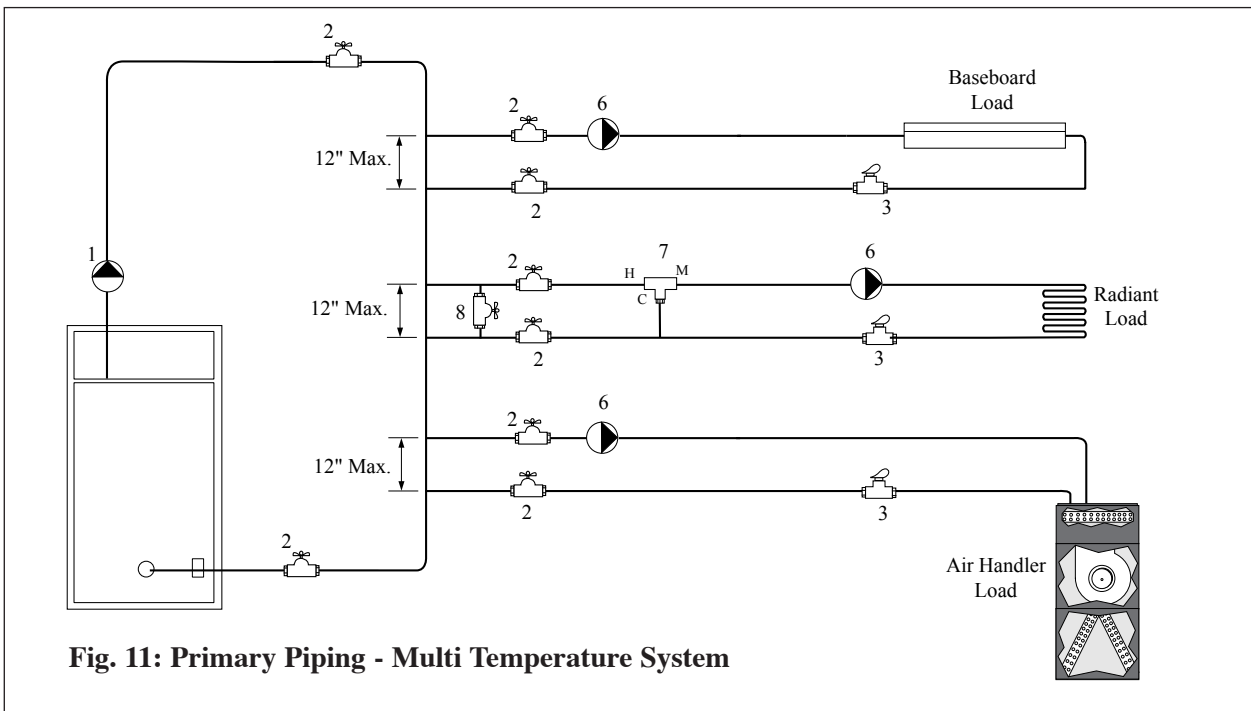 2
Baseboard
Load
2
6
12" Max.
2
3
1
2
H
7
M
6
C
12" Max.
8
2
3
Radiant
Load
2
6
12" Max.
2
3
2
Air Handler
Load
Fig. 11: Primary Piping - Multi Temperature System